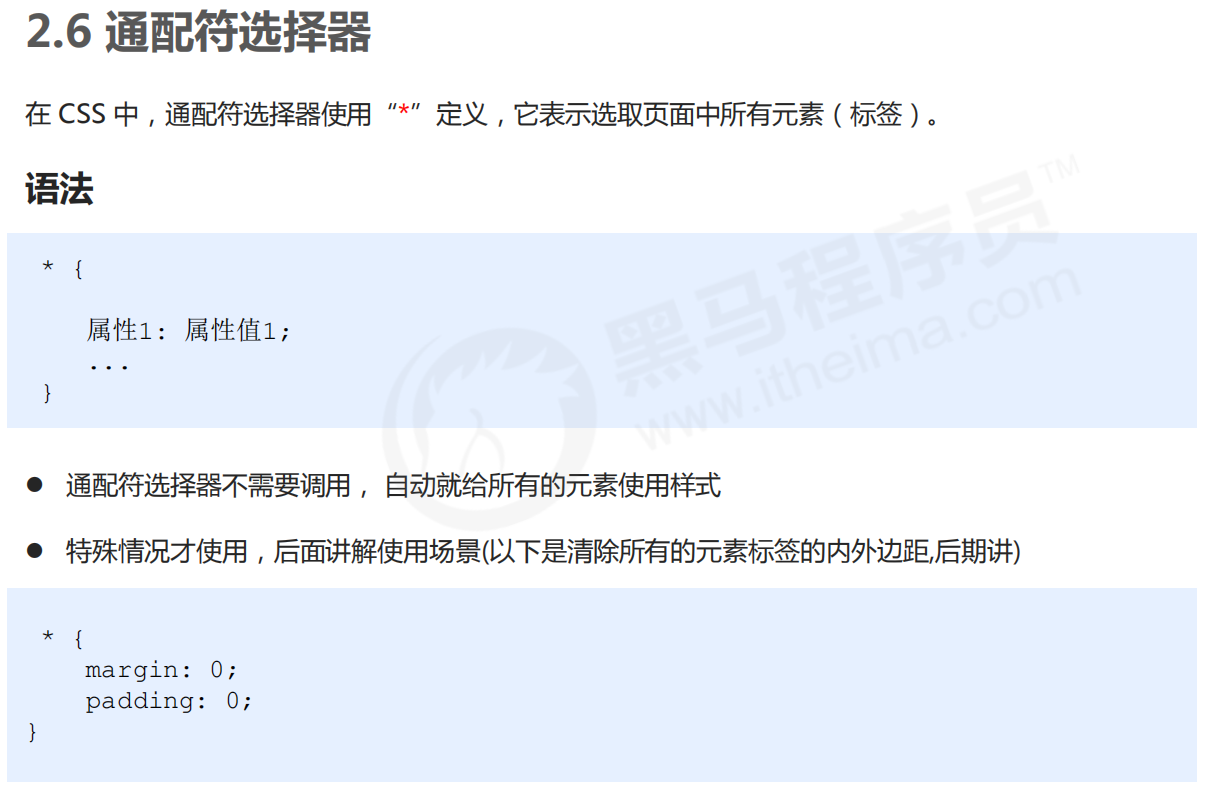 2.6 通配符选择器
在 CSS 中，通配符选择器使用“*”定义，它表示选取页面中所有元素（标签）。
语法
* {
属性1: 属性值1;
...
}
● 通配符选择器不需要调用， 自动就给所有的元素使用样式
● 特殊情况才使用，后面讲解使用场景(以下是清除所有的元素标签的内外边距,后期讲)
* {
margin: 0;
padding: 0;
}
黑马程序员™
www.itheima.com